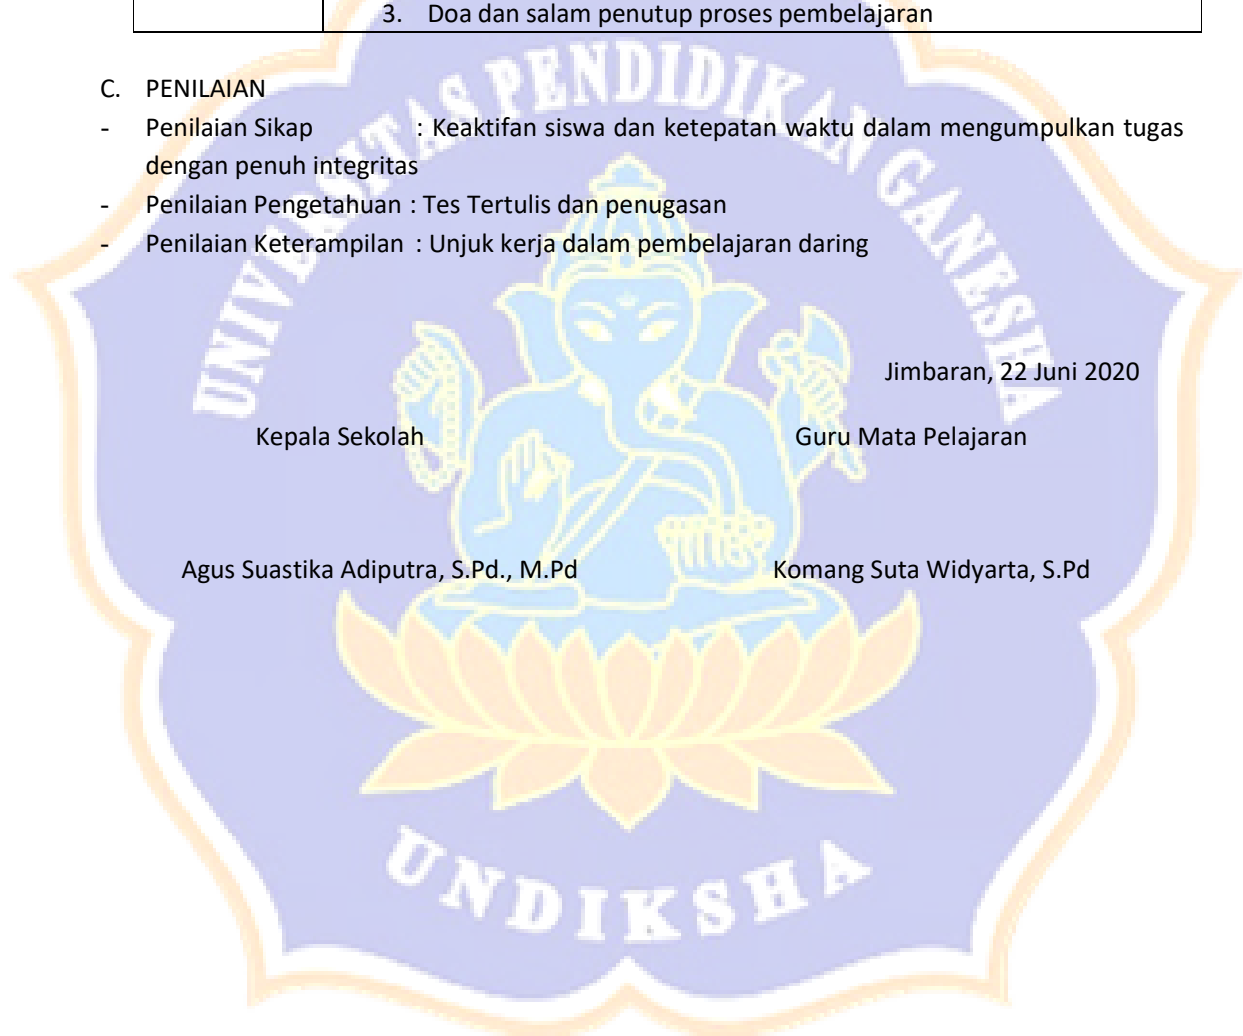 3. Doa dan salam penutup proses pembelajaran
C. PENILAIAN
- Penilaian Sikap : Keaktifan siswa dan ketepatan waktu dalam mengumpulkan tugas
dengan penuh integritas
- Penilaian Pengetahuan : Tes Tertulis dan penugasan
- Penilaian Keterampilan : Unjuk kerja dalam pembelajaran daring
Jimbaran, 22 Juni 2020
Kepala Sekolah Guru Mata Pelajaran
Agus Suastika Adiputra, S.Pd., M.Pd Komang Suta Widyarta, S.Pd
UNIVERSITAS PENDIDIKAN GANESHA
UNDIKSHA